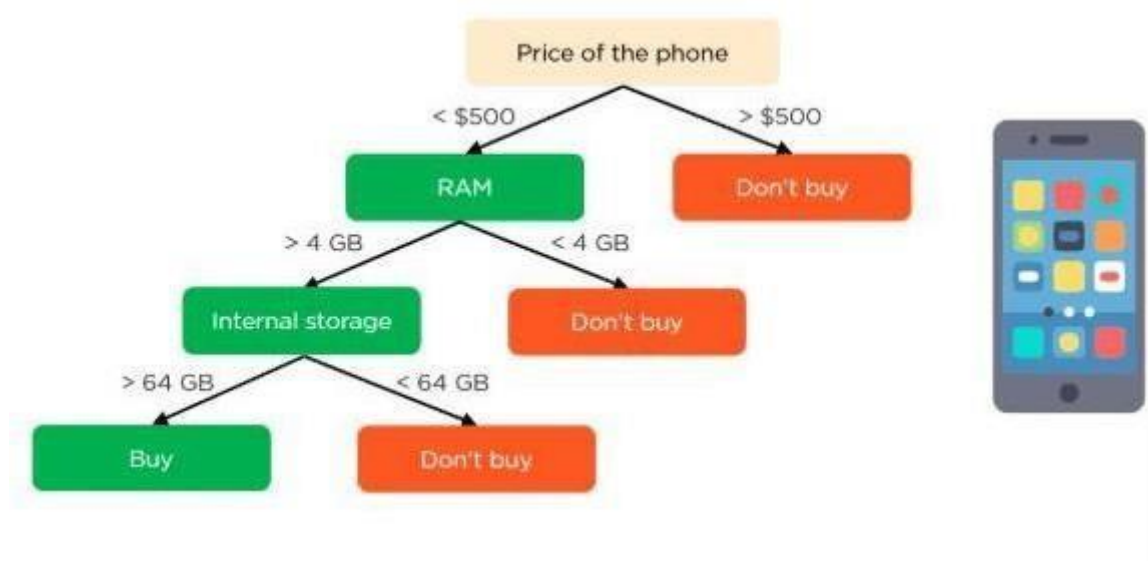 Price of the phone
< $500
> $500
RAM
Don't buy
> 4 GB
< 4 GB
Internal storage
Don't buy
> 64 GB
< 64 GB
Buy
Don't buy